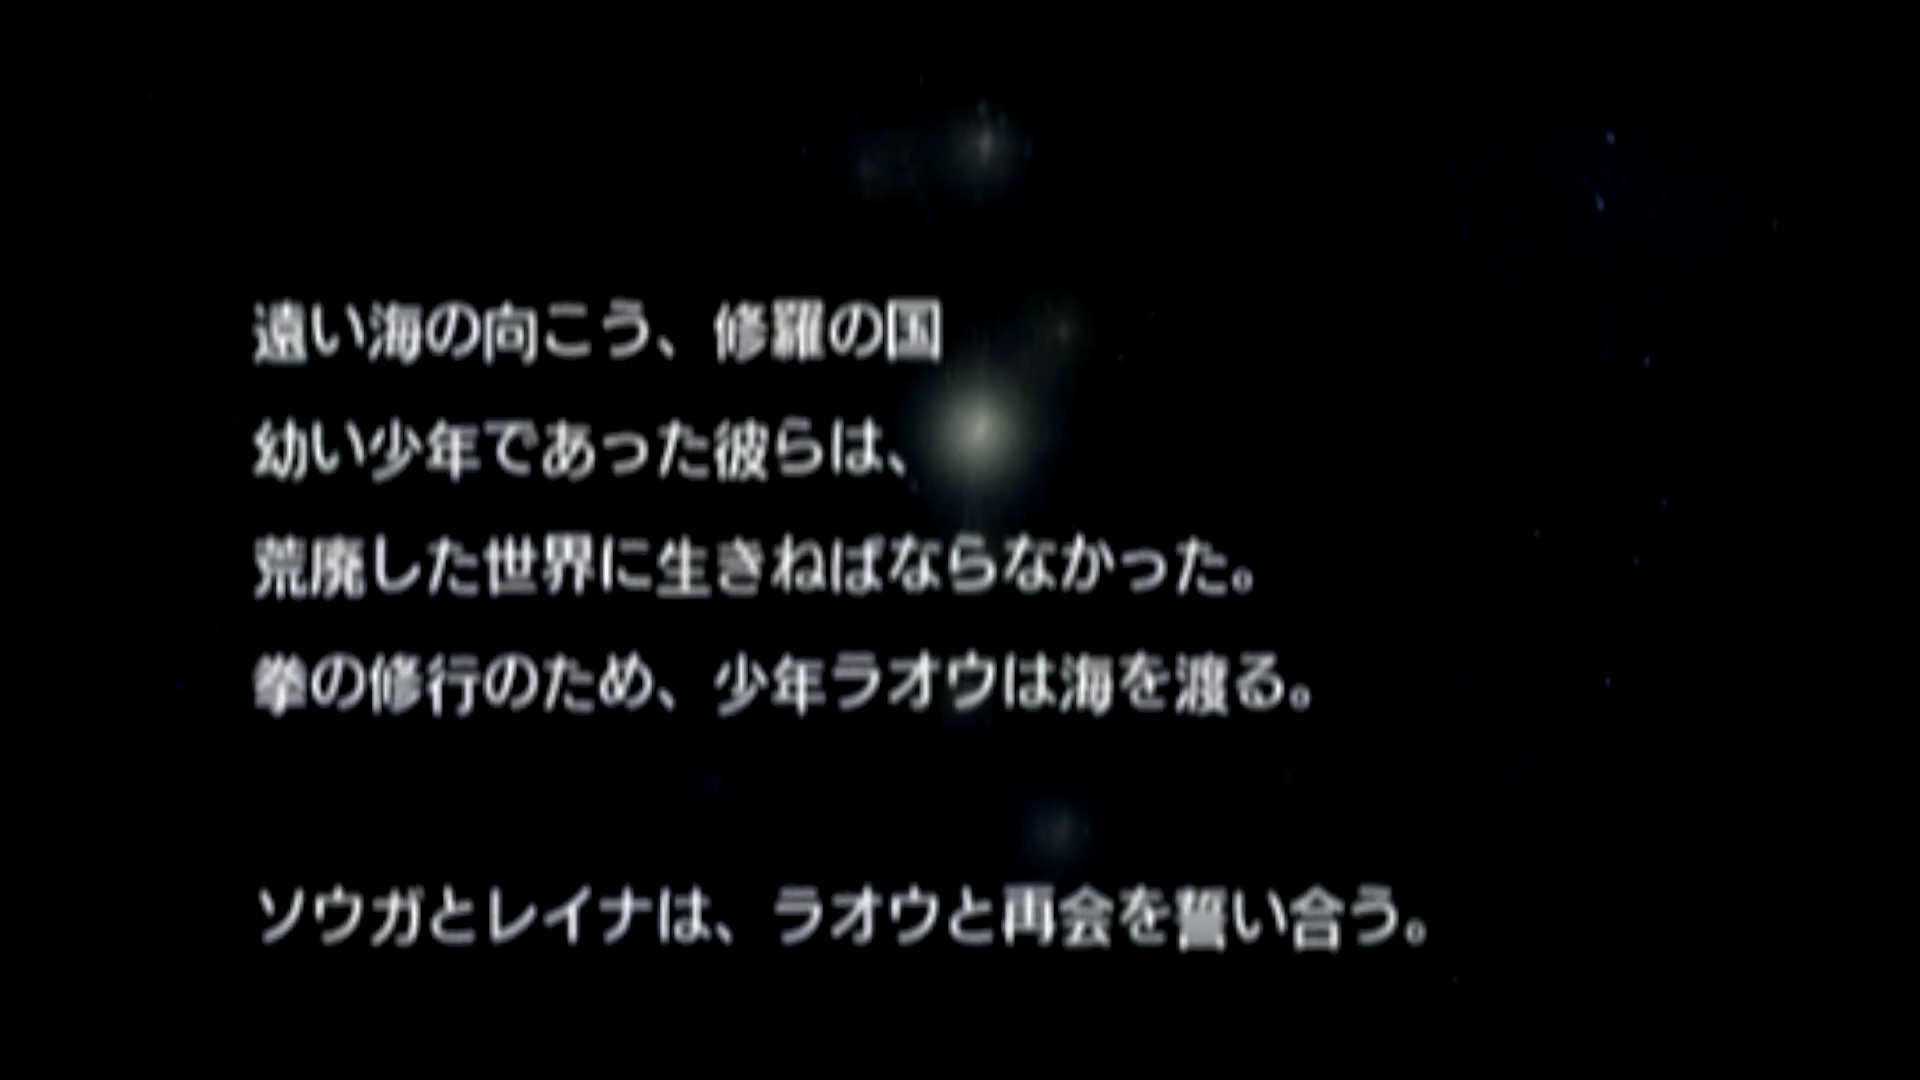 遠い海の向こう、修羅の国
幼い少年であった彼らは、
荒廃した世界に生きねばならなかった。
拳の修行のため、少年ラオウは海を渡る。
ソウガとレイナは、ラオウと再会を誓い合う。